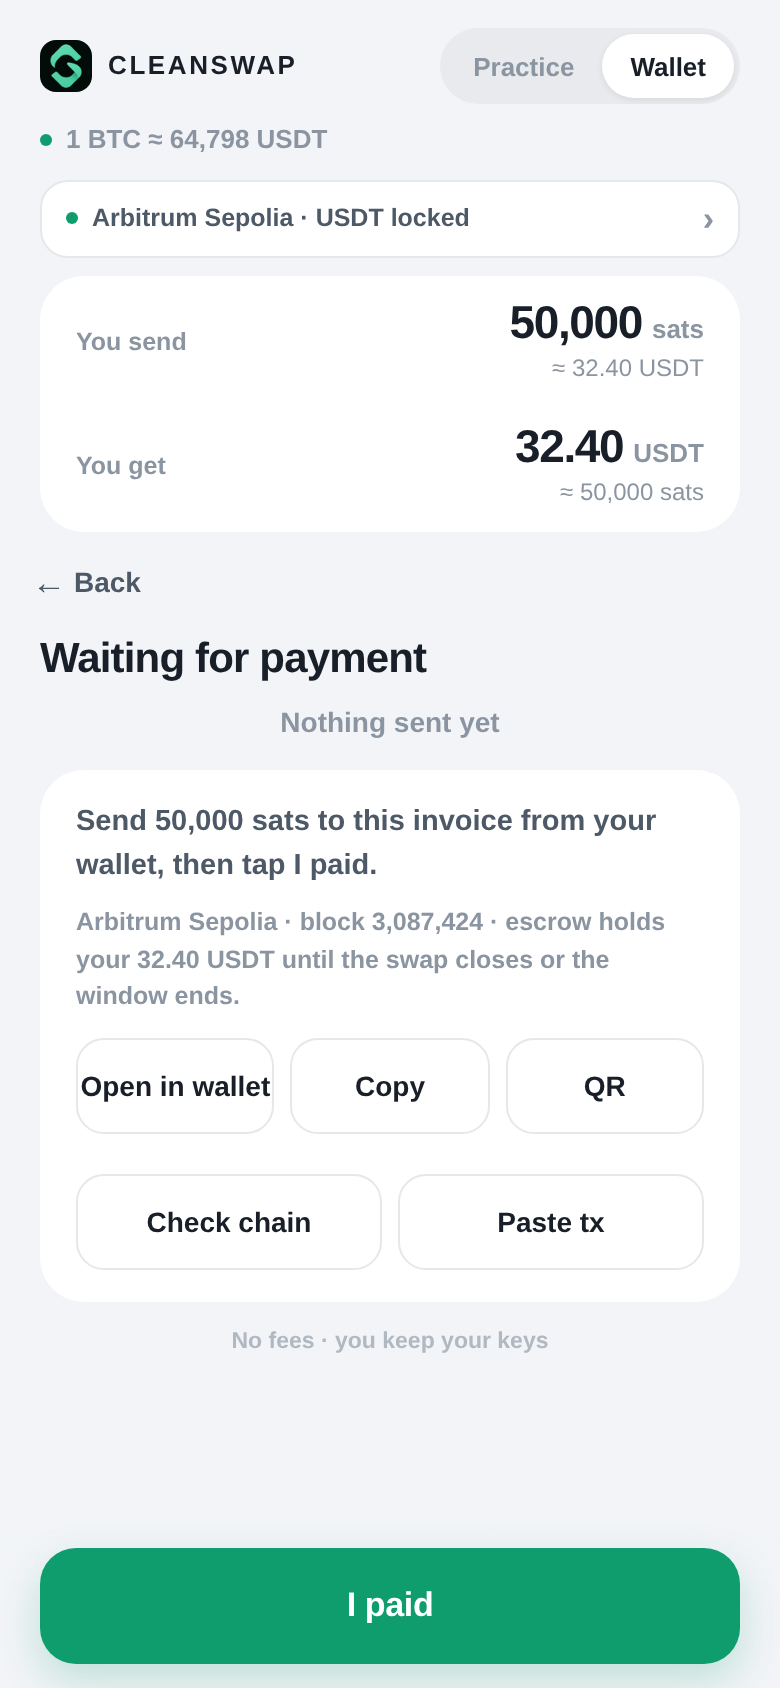 CLEANSWAP
Practice
Wallet
1 BTC ≈ 64,798 USDT
Arbitrum Sepolia · USDT locked ›
You send
50,000 sats
≈ 32.40 USDT
You get
32.40 USDT
≈ 50,000 sats
← Back
Waiting for payment
Nothing sent yet
Send 50,000 sats to this invoice from your
wallet, then tap I paid.
Arbitrum Sepolia · block 3,087,424 · escrow holds
your 32.40 USDT until the swap closes or the
window ends.
Open in wallet
Copy
QR
Check chain
Paste tx
No fees · you keep your keys
I paid